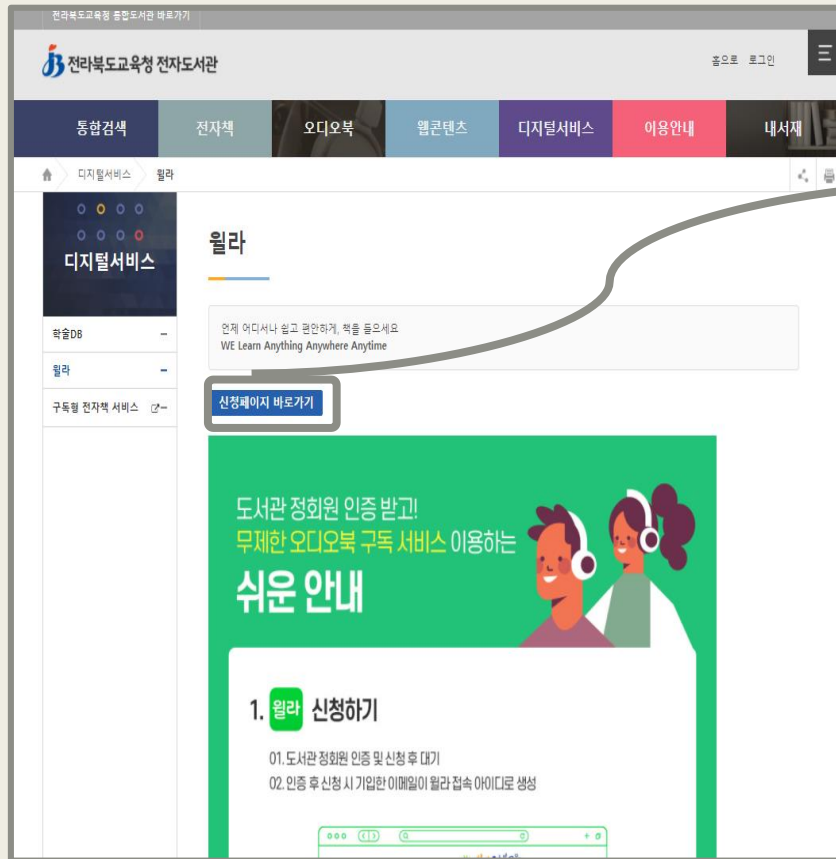 전라북도교육청 통합도서관 바로가기
전라북도교육청 전자도서관
홈으로 로그인
통합검색 전자책 오디오북 웹콘텐츠 디지털서비스 이용안내 내서재
디지털서비스 윌라
디지털서비스
학술DB
윌라
구독형 전자책 서비스
윌라
언제 어디서나 쉽고 편안하게, 책을 들으세요
WE Learn Anything Anywhere Anytime
신청페이지 바로가기
도서관 정회원 인증 받고!
무제한 오디오북 구독 서비스 이용하는
쉬운 안내
1. 윌라 신청하기
01. 도서관 정회원 인증 및 신청 후 대기
02. 인증 후 신청 시 기입한 이메일이 윌라 접속 아이디로 생성